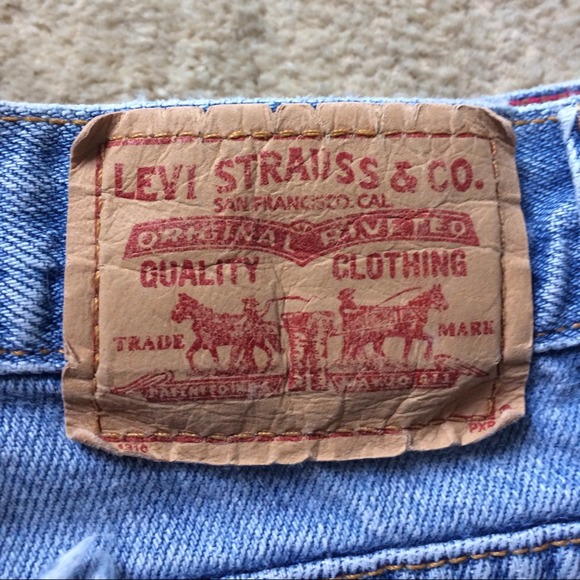 LEVI STRAUSS & CO.
SAN FRANCISCO, CAL.
ORIGINAL RIVETED
QUALITY CLOTHING
TRADE MARK